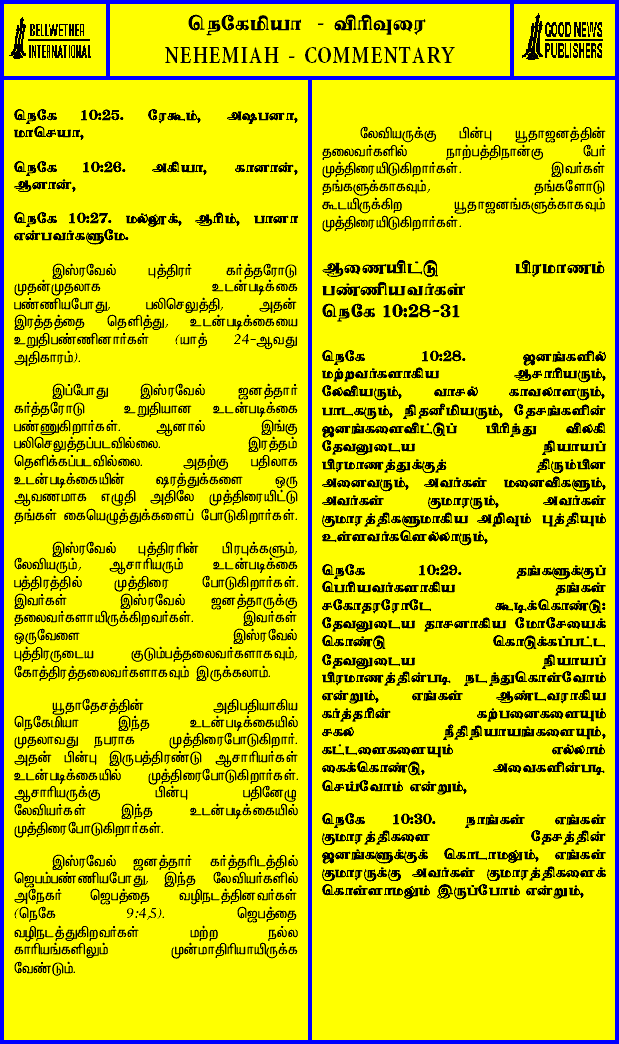 BELLWETHER
INTERNATIONAL
நெகேமியா - விரிவுரை
NEHEMIAH - COMMENTARY
GOOD NEWS
PUBLISHERS
நெகே 10:25. ரேகூம், அஷபனா,
மாசெயா,
நெகே 10:26. அகியா, கானான்,
ஆனான்,
நெகே 10:27. மல்லூக், ஆரிம், பானா
என்பவர்களுமே.
இஸ்ரவேல் புத்திரர் கர்த்தரோடு
முதன்முதலாக உடன்படிக்கை
பண்ணியபோது, பலிசெலுத்தி, அதன்
இரத்தத்தை தெளித்து, உடன்படிக்கையை
உறுதிபண்ணினார்கள் (யாத் 24-ஆவது
அதிகாரம்).
இப்போது இஸ்ரவேல் ஜனத்தார்
கர்த்தரோடு உறுதியான உடன்படிக்கை
பண்ணுகிறார்கள். ஆனால் இங்கு
பலிசெலுத்தப்படவில்லை. இரத்தம்
தெளிக்கப்படவில்லை. அதற்கு பதிலாக
உடன்படிக்கையின் ஷரத்துக்களை ஒரு
ஆவணமாக எழுதி அதிலே முத்திரையிட்டு
தங்கள் கையெழுத்துக்களைப் போடுகிறார்கள்.
இஸ்ரவேல் புத்திரரின் பிரபுக்களும்,
லேவியரும், ஆசாரியரும் உடன்படிக்கை
பத்திரத்தில் முத்திரை போடுகிறார்கள்.
இவர்கள் இஸ்ரவேல் ஜனத்தாருக்கு
தலைவர்களாயிருக்கிறவர்கள். இவர்கள்
ஒருவேளை இஸ்ரவேல்
புத்திரருடைய குடும்பத்தலைவர்களாகவும்,
கோத்திரத்தலைவர்களாகவும் இருக்கலாம்.
யூதாதேசத்தின் அதிபதியாகிய
நெகேமியா இந்த உடன்படிக்கையில்
முதலாவது நபராக முத்திரைபோடுகிறார்.
அதன் பின்பு இருபத்திரண்டு ஆசாரியர்கள்
உடன்படிக்கையில் முத்திரைபோடுகிறார்கள்.
ஆசாரியருக்கு பின்பு பதினேழு
லேவியர்கள் இந்த உடன்படிக்கையில்
முத்திரைபோடுகிறார்கள்.
இஸ்ரவேல் ஜனத்தார் கர்த்தரிடத்தில்
ஜெபம்பண்ணியபோது, இந்த லேவியர்களில்
அநேகர் ஜெபத்தை வழிநடத்தினவர்கள்
(நெகே 9:4,5). ஜெபத்தை
வழிநடத்துகிறவர்கள் மற்ற நல்ல
காரியங்களிலும் முன்மாதிரியாயிருக்க
வேண்டும்.
லேவியருக்கு பின்பு யூதாஜனத்தின்
தலைவர்களில் நாற்பத்திநான்கு பேர்
முத்திரையிடுகிறார்கள். இவர்கள்
தங்களுக்காகவும், தங்களோடு
கூடயிருக்கிற யூதாஜனங்களுக்காகவும்
முத்திரையிடுகிறார்கள்.
ஆணையிட்டு பிரமாணம்
பண்ணியவர்கள்
நெகே 10:28-31
நெகே 10:28. ஜனங்களில்
மற்றவர்களாகிய ஆசாரியரும்,
லேவியரும், வாசல் காவலாளரும்,
பாடகரும், நிதனீமியரும், தேசங்களின்
ஜனங்களைவிட்டுப் பிரிந்து விலகி
தேவனுடைய நியாயப்
பிரமாணத்துக்குத் திரும்பின
அனைவரும், அவர்கள் மனைவிகளும்,
அவர்கள் குமாரரும், அவர்கள்
குமாரத்திகளுமாகிய அறிவும் புத்தியும்
உள்ளவர்களெல்லாரும்,
நெகே 10:29. தங்களுக்குப்
பெரியவர்களாகிய தங்கள்
சகோதரரோடே கூடிக்கொண்டு:
தேவனுடைய தாசனாகிய மோசேயைக்
கொண்டு கொடுக்கப்பட்ட
தேவனுடைய நியாயப்
பிரமாணத்தின்படி நடந்துகொள்வோம்
என்றும், எங்கள் ஆண்டவராகிய
கர்த்தரின் கற்பனைகளையும்
சகல நீதிநியாயங்களையும்,
கட்டளைகளையும் எல்லாம்
கைக்கொண்டு, அவைகளின்படி
செய்வோம் என்றும்,
நெகே 10:30. நாங்கள் எங்கள்
குமாரத்திகளை தேசத்தின்
ஜனங்களுக்குக் கொடாமலும், எங்கள்
குமாரருக்கு அவர்கள் குமாரத்திகளைக்
கொள்ளாமலும் இருப்போம் என்றும்,